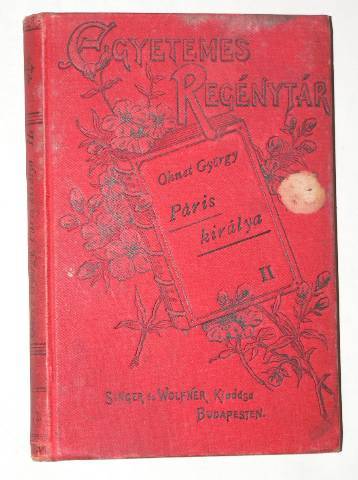 EGYETEMES
REGÉNYTÁR
Ohnet György
Páris
királya
II
SINGER és WOLFNER, Kiadása
BUDAPESTEN.